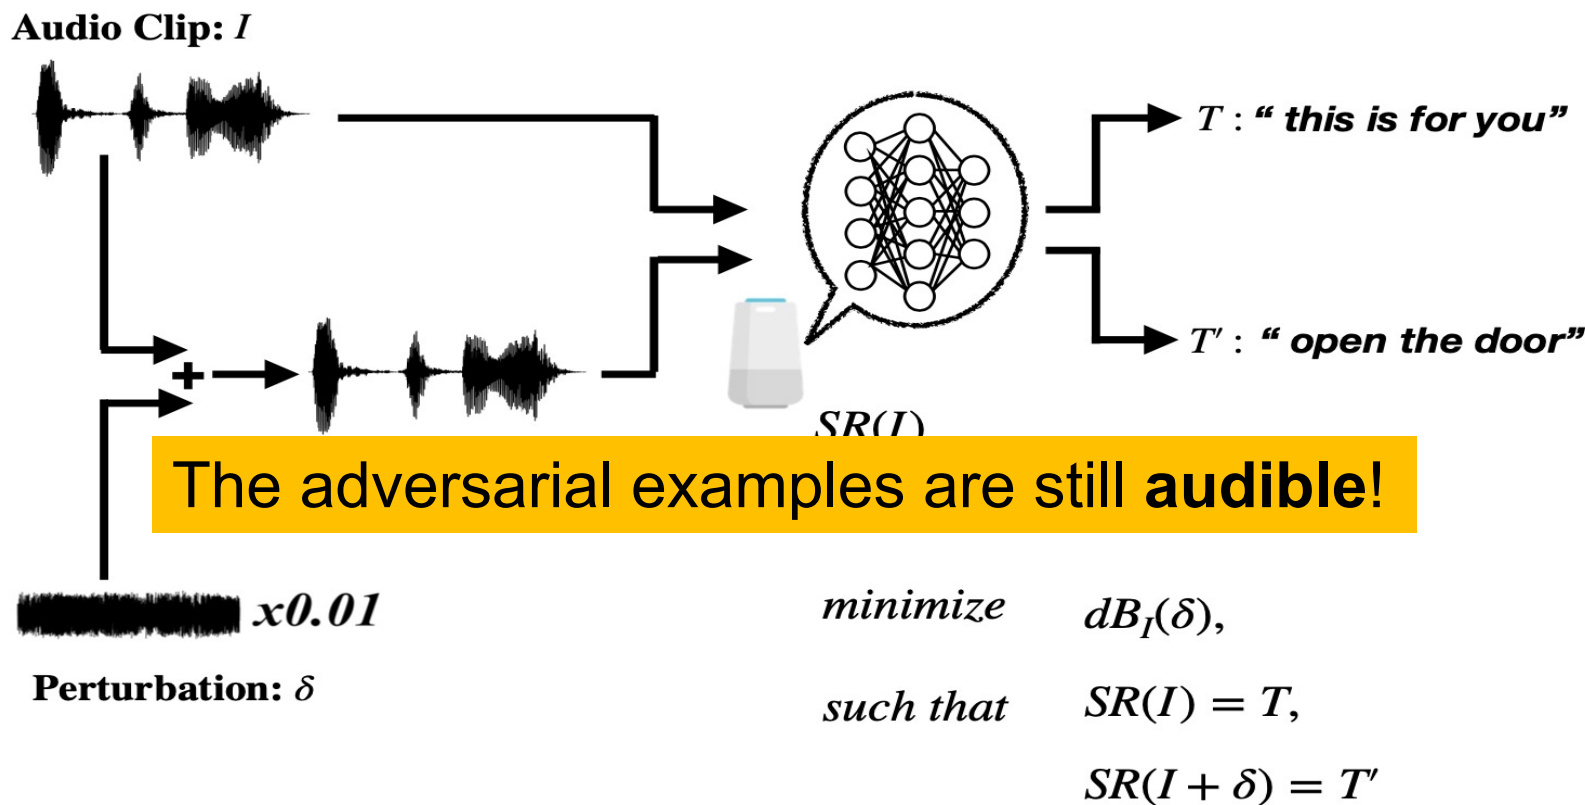 Audio Clip: I
T : “ this is for you”
+
T′ : “ open the door”
SR(I)
The adversarial examples are still audible!
x0.01
minimize dB_I(δ),
Perturbation: δ
such that SR(I) = T,
SR(I + δ) = T′